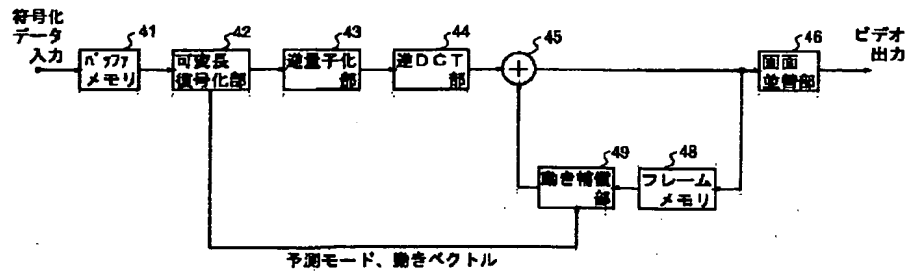 符号化
データ
入力
41
バッファ
メモリ
42
可変長
復号化部
43
逆量子化
部
44
逆DCT部
45
46
画面
並替部
ビデオ
出力
49
動き補償
部
48
フレーム
メモリ
予測モード、動きベクトル